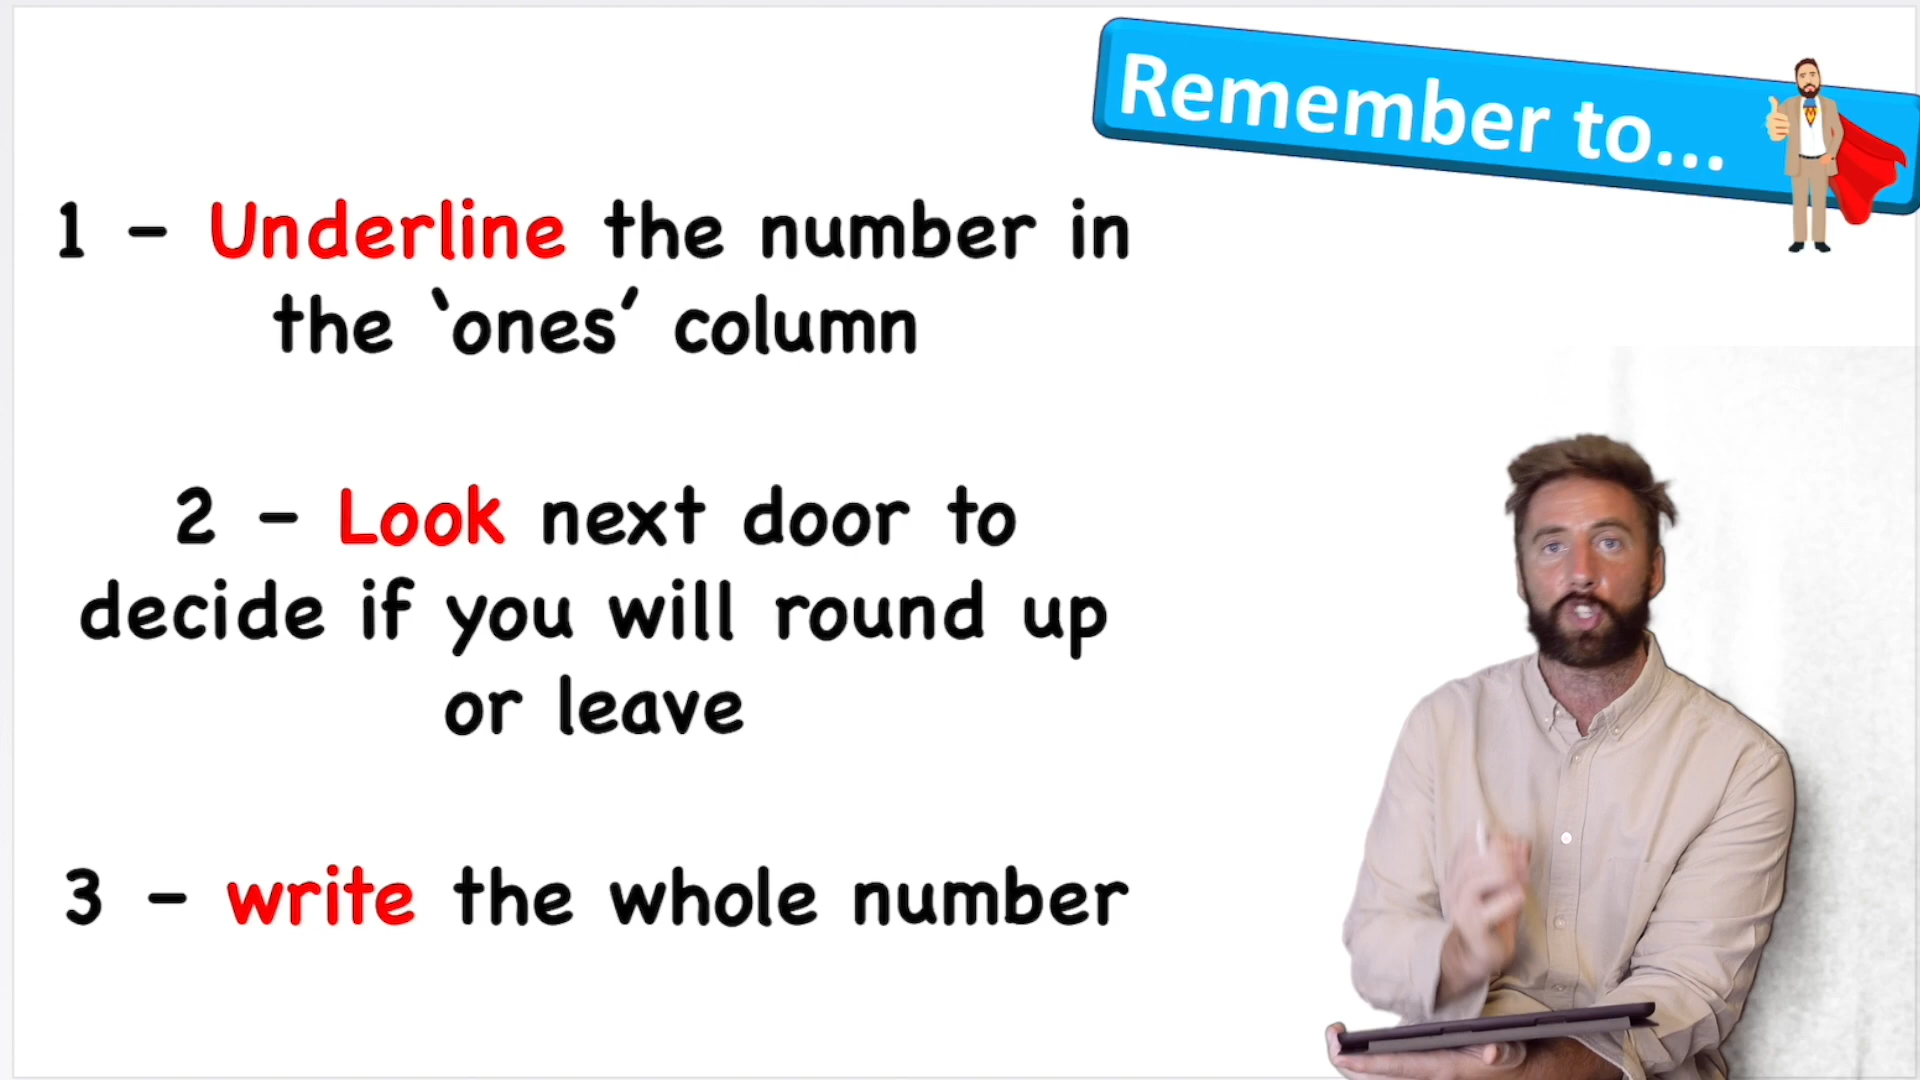 Remember to...
1 - Underline the number in
the ‘ones’ column
2 - Look next door to
decide if you will round up
or leave
3 - write the whole number